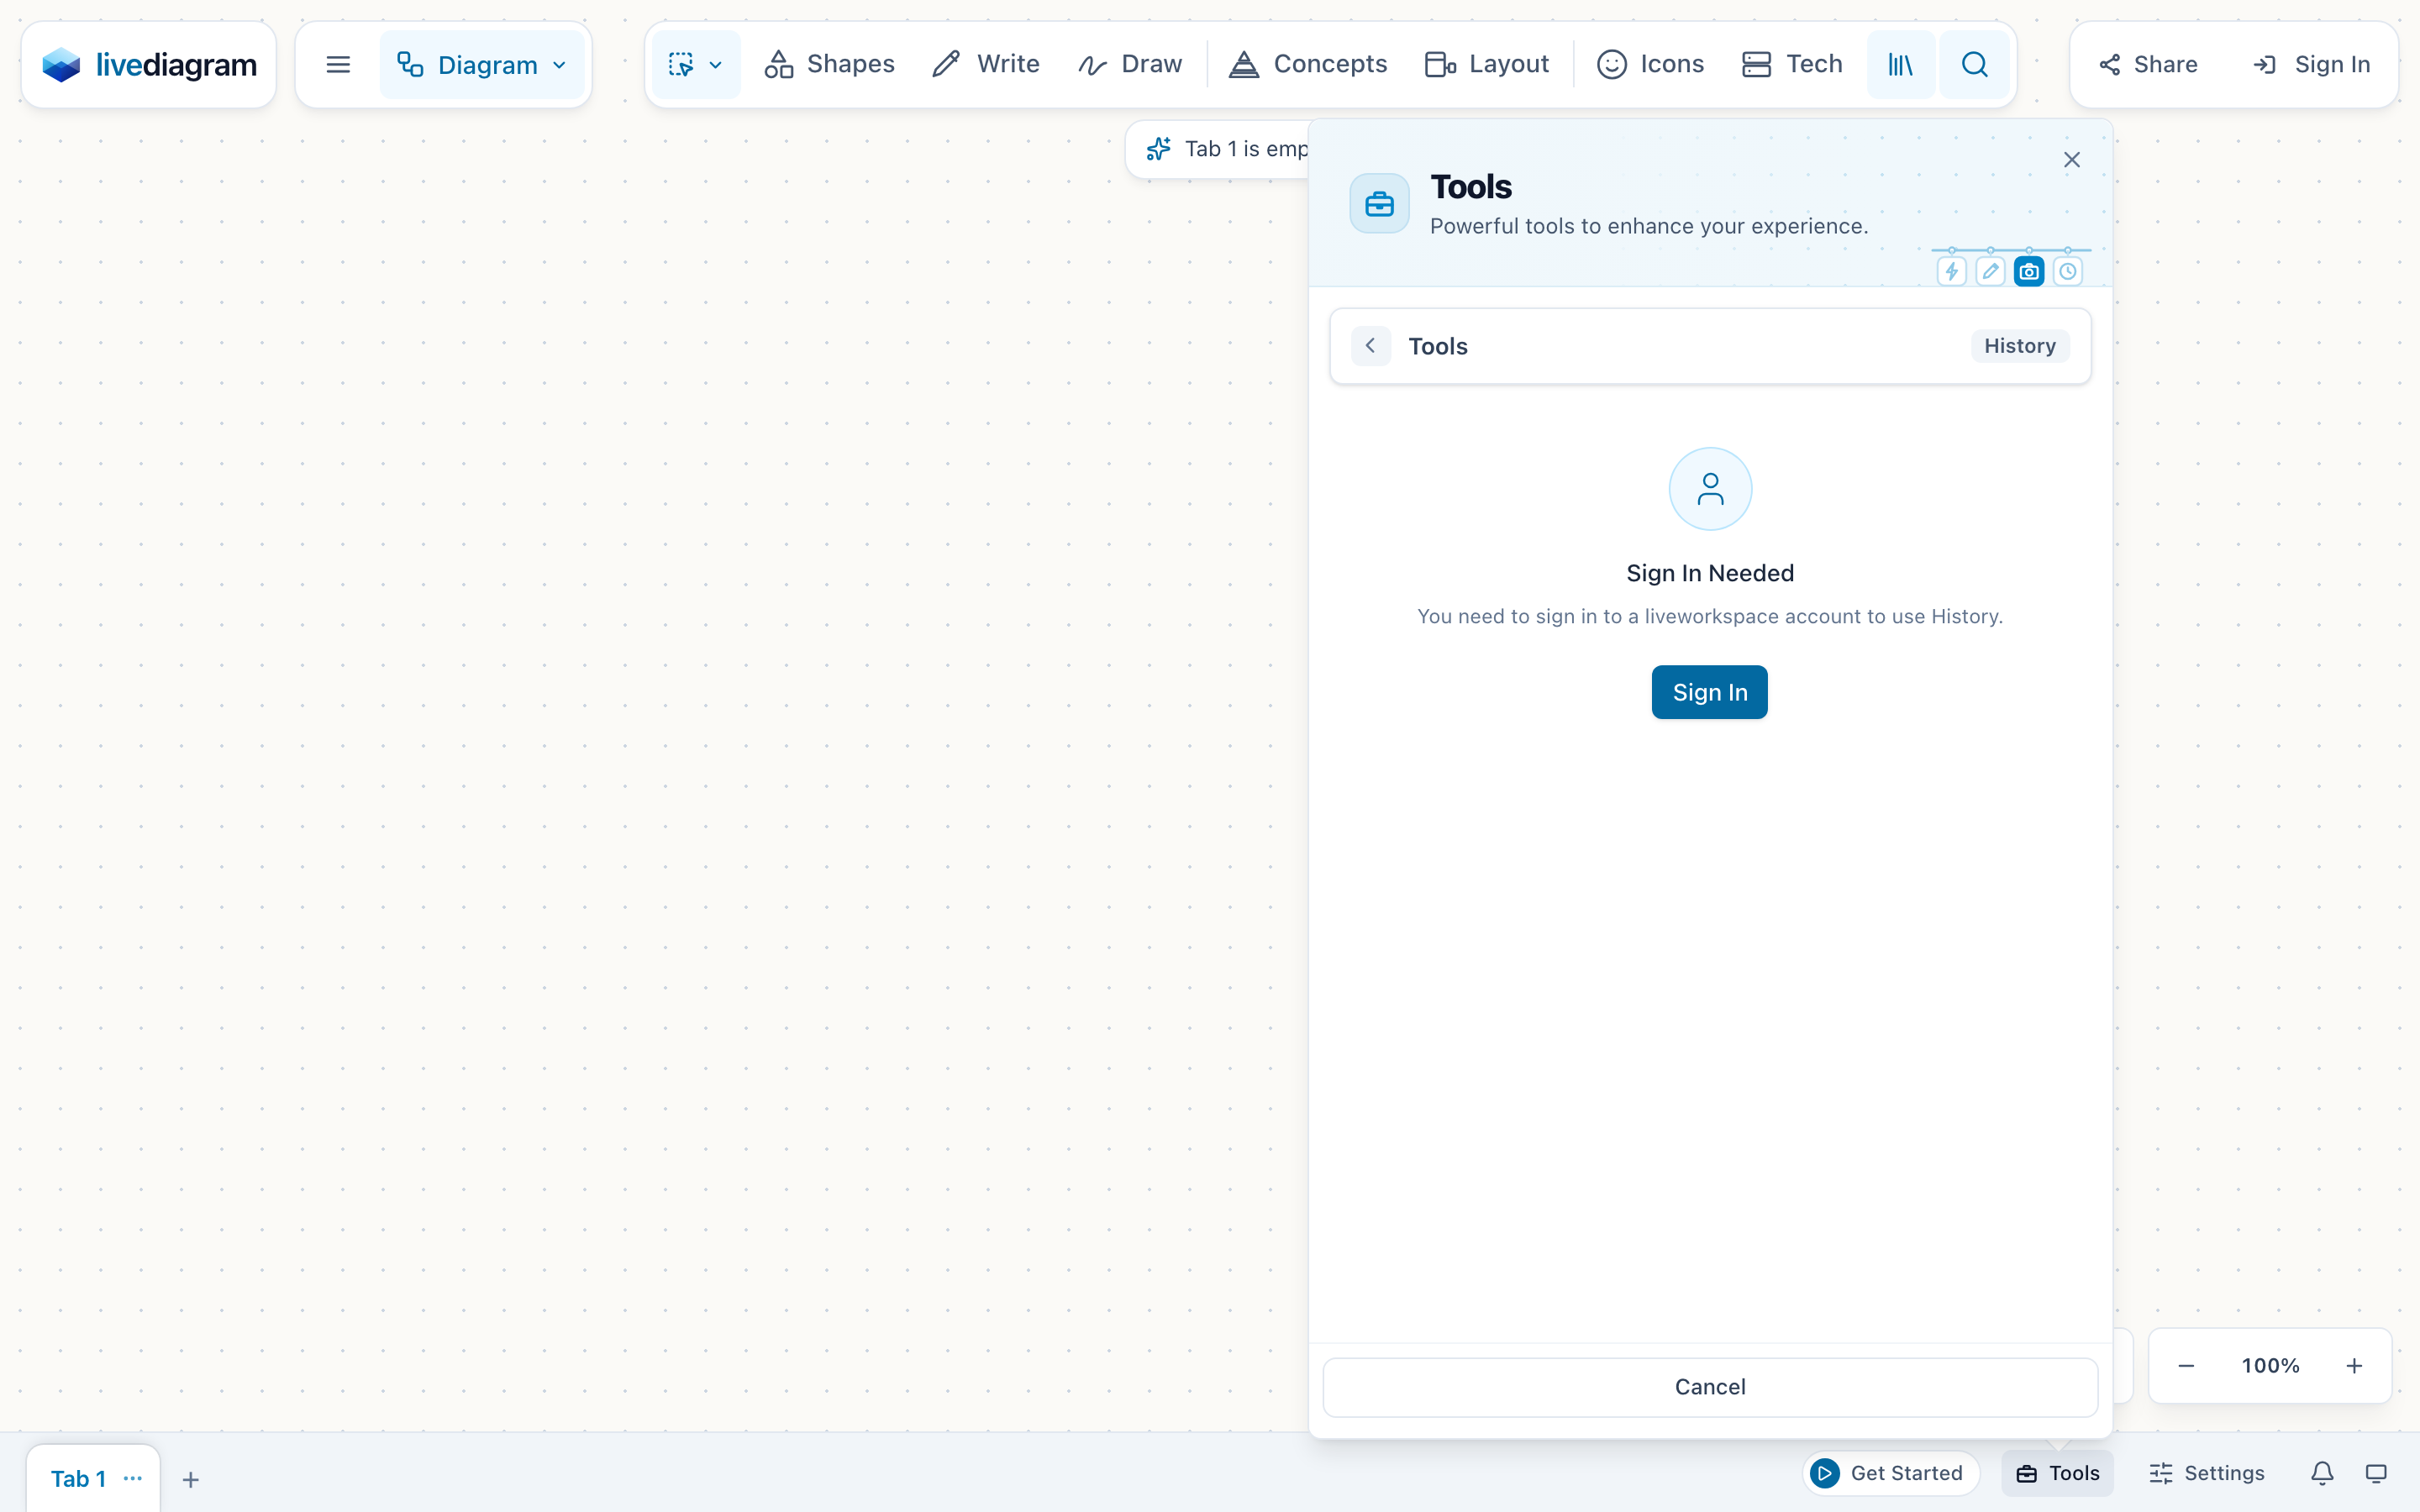 livediagram
Diagram
Shapes
Write
Draw
Concepts
Layout
Icons
Tech
Share
Sign In
Tab 1 is emp
Tools
Powerful tools to enhance your experience.
Tools
History
Sign In Needed
You need to sign in to a liveworkspace account to use History.
Sign In
Cancel
100%
Tab 1
Get Started
Tools
Settings